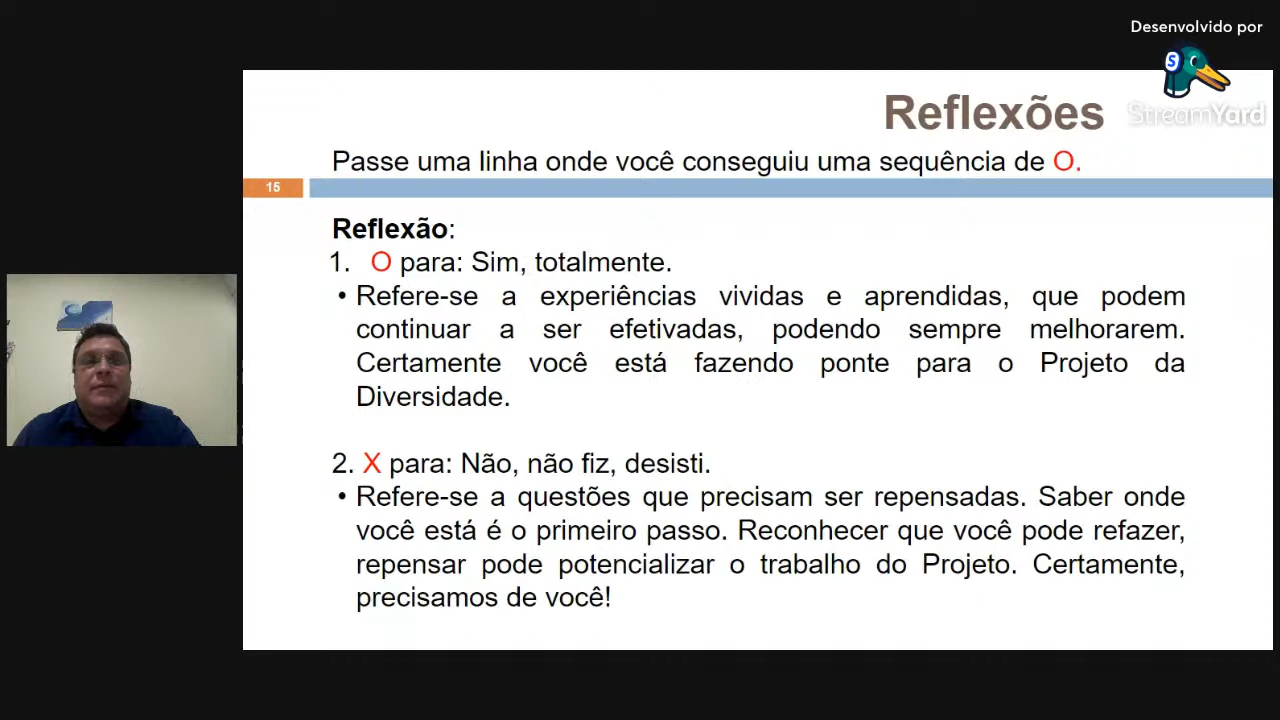 Desenvolvido por
S
StreamYard
Reflexões
Passe uma linha onde você conseguiu uma sequência de O.
15
Reflexão:
1. O para: Sim, totalmente.
• Refere-se a experiências vividas e aprendidas, que podem
continuar a ser efetivadas, podendo sempre melhorarem.
Certamente você está fazendo ponte para o Projeto da
Diversidade.
2. X para: Não, não fiz, desisti.
• Refere-se a questões que precisam ser repensadas. Saber onde
você está é o primeiro passo. Reconhecer que você pode refazer,
repensar pode potencializar o trabalho do Projeto. Certamente,
precisamos de você!